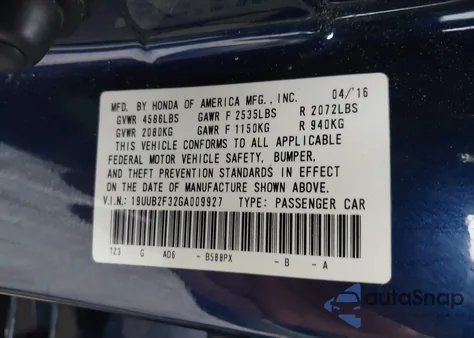 MFD. BY HONDA OF AMERICA MFG., INC. 04/'16
GVWR 4586LBS GAWR F 2535LBS R 2072LBS
GVWR 2080KG GAWR F 1150KG R 940KG
THIS VEHICLE CONFORMS TO ALL APPLICABLE
FEDERAL MOTOR VEHICLE SAFETY, BUMPER,
AND THEFT PREVENTION STANDARDS IN EFFECT
ON THE DATE OF MANUFACTURE SHOWN ABOVE.
V.I.N.: 19UUB2F32GA009927 TYPE: PASSENGER CAR
123 G AD6 - B588PX - B - A
autaSnap